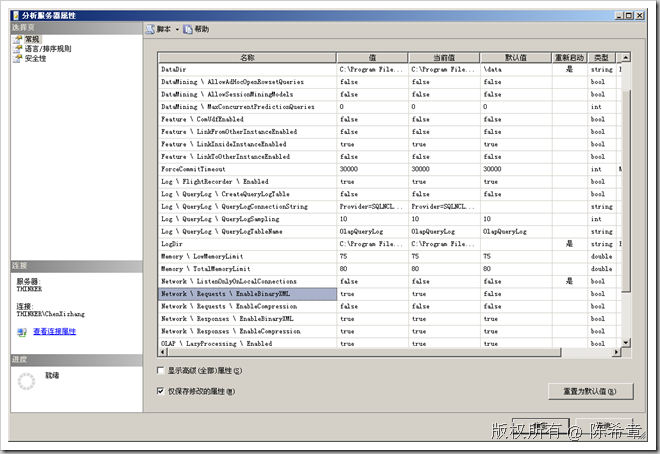 分析服务器属性
选择页
常规
语言/排序规则
安全性
脚本
帮助
名称 值 当前值 默认值 重新启动 类型
DataDir C:\Program File... C:\Program File... \data 是 string
DataMining \ AllowAdHocOpenRowsetQueries false false false bool
DataMining \ AllowSessionMiningModels false false false bool
DataMining \ MaxConcurrentPredictionQueries 0 0 0 int
Feature \ ComUdfEnabled false false false bool
Feature \ LinkFromOtherInstanceEnabled false false false bool
Feature \ LinkInsideInstanceEnabled true true true bool
Feature \ LinkToOtherInstanceEnabled false false false bool
ForceCommitTimeout 30000 30000 30000 int
Log \ FlightRecorder \ Enabled true true true bool
Log \ QueryLog \ CreateQueryLogTable false false false bool
Log \ QueryLog \ QueryLogConnectionString Provider=SQLNCL... Provider=SQLNCL... string
Log \ QueryLog \ QueryLogSampling 10 10 10 int
Log \ QueryLog \ QueryLogTableName OlapQueryLog OlapQueryLog OlapQueryLog string
LogDir C:\Program File... C:\Program File... 是 string
Memory \ LowMemoryLimit 75 75 75 double
Memory \ TotalMemoryLimit 80 80 80 double
Network \ ListenOnlyOnLocalConnections false false false 是 bool
Network \ Requests \ EnableBinaryXML true true false bool
Network \ Requests \ EnableCompression false false false bool
Network \ Responses \ EnableBinaryXML true true true bool
Network \ Responses \ EnableCompression true true true bool
OLAP \ LazyProcessing \ Enabled true true true bool
连接
服务器:
THINKER
连接:
THINKER\ChenXizhang
查看连接属性
进度
就绪
显示高级(全部)属性(S)
仅保存修改的属性(M)
重置为默认值(R)
版权所有 @ 陈希章